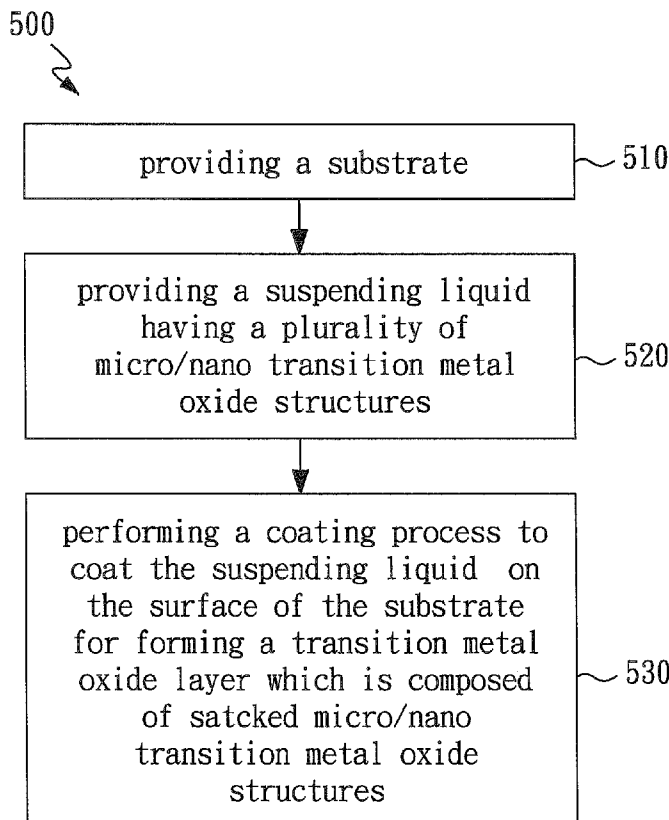 500
providing a substrate
510
providing a suspending liquid
having a plurality of
micro/nano transition metal
oxide structures
520
performing a coating process to
coat the suspending liquid on
the surface of the substrate
for forming a transition metal
oxide layer which is composed
of satcked micro/nano
transition metal oxide
structures
530